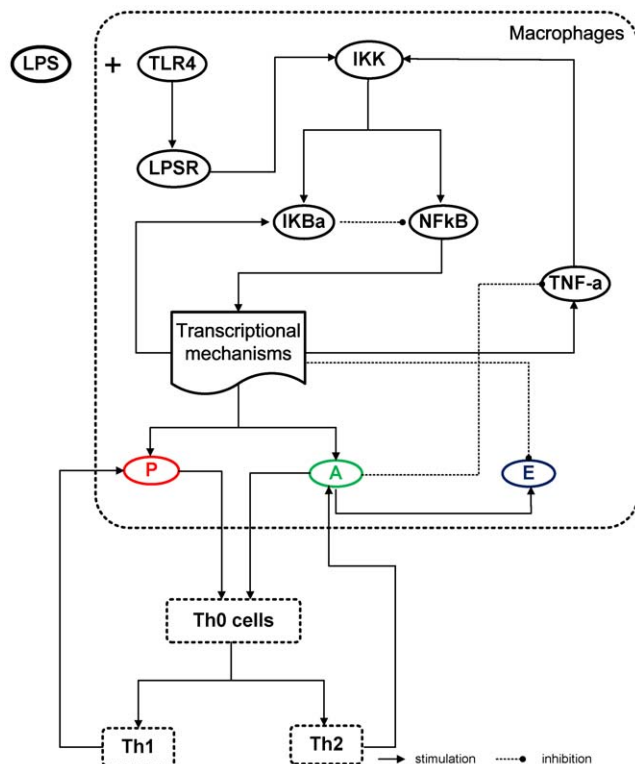 Macrophages
LPS
+
TLR4
IKK
LPSR
IKBa
NFkB
TNF-a
Transcriptional
mechanisms
P
A
E
Th0 cells
Th1
Th2
stimulation
inhibition